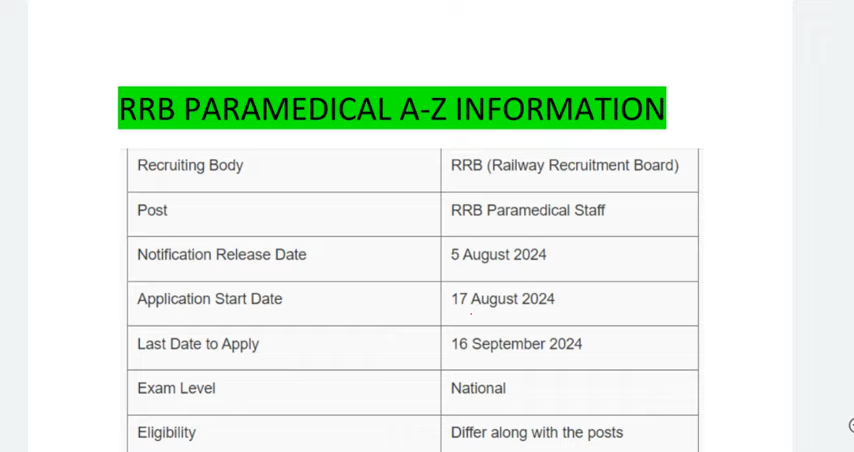 RRB PARAMEDICAL A-Z INFORMATION
Recruiting Body RRB (Railway Recruitment Board)
Post RRB Paramedical Staff
Notification Release Date 5 August 2024
Application Start Date 17 August 2024
Last Date to Apply 16 September 2024
Exam Level National
Eligibility Differ along with the posts